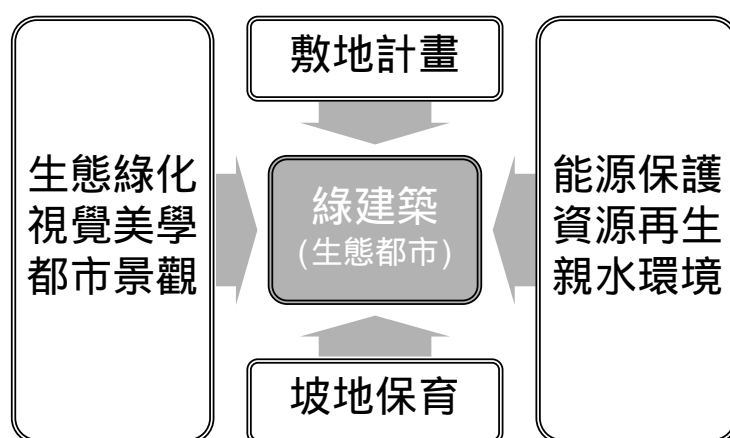 敷地計畫
生態綠化
視覺美學
都市景觀
綠建築
(生態都市)
能源保護
資源再生
親水環境
坡地保育